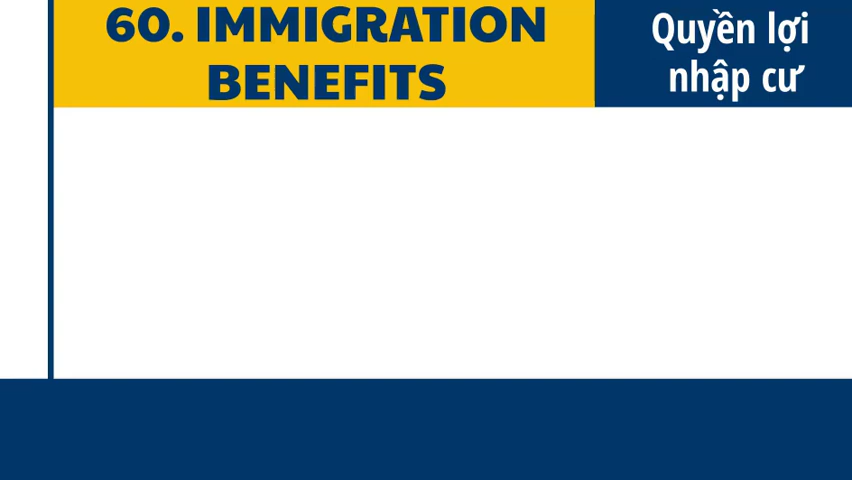 60. IMMIGRATION
BENEFITS
Quyền lợi
nhập cư